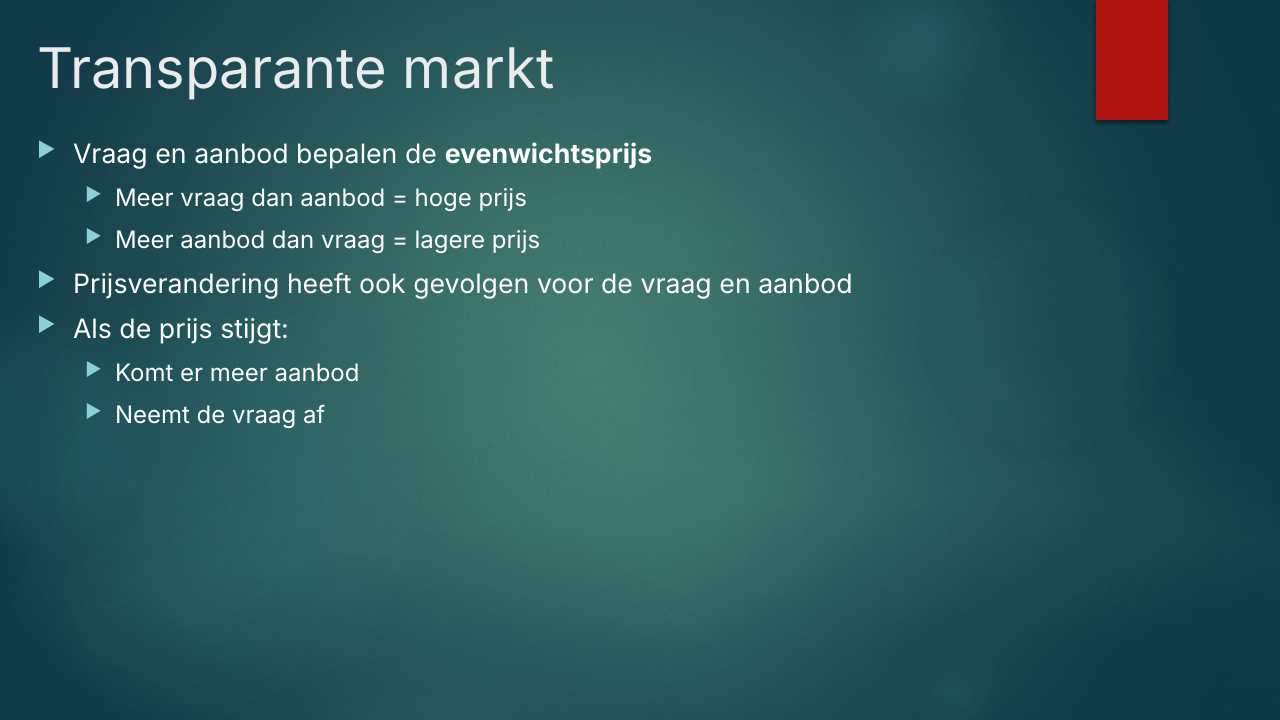 Transparante markt
Vraag en aanbod bepalen de evenwichtsprijs
Meer vraag dan aanbod = hoge prijs
Meer aanbod dan vraag = lagere prijs
Prijsverandering heeft ook gevolgen voor de vraag en aanbod
Als de prijs stijgt:
Komt er meer aanbod
Neemt de vraag af